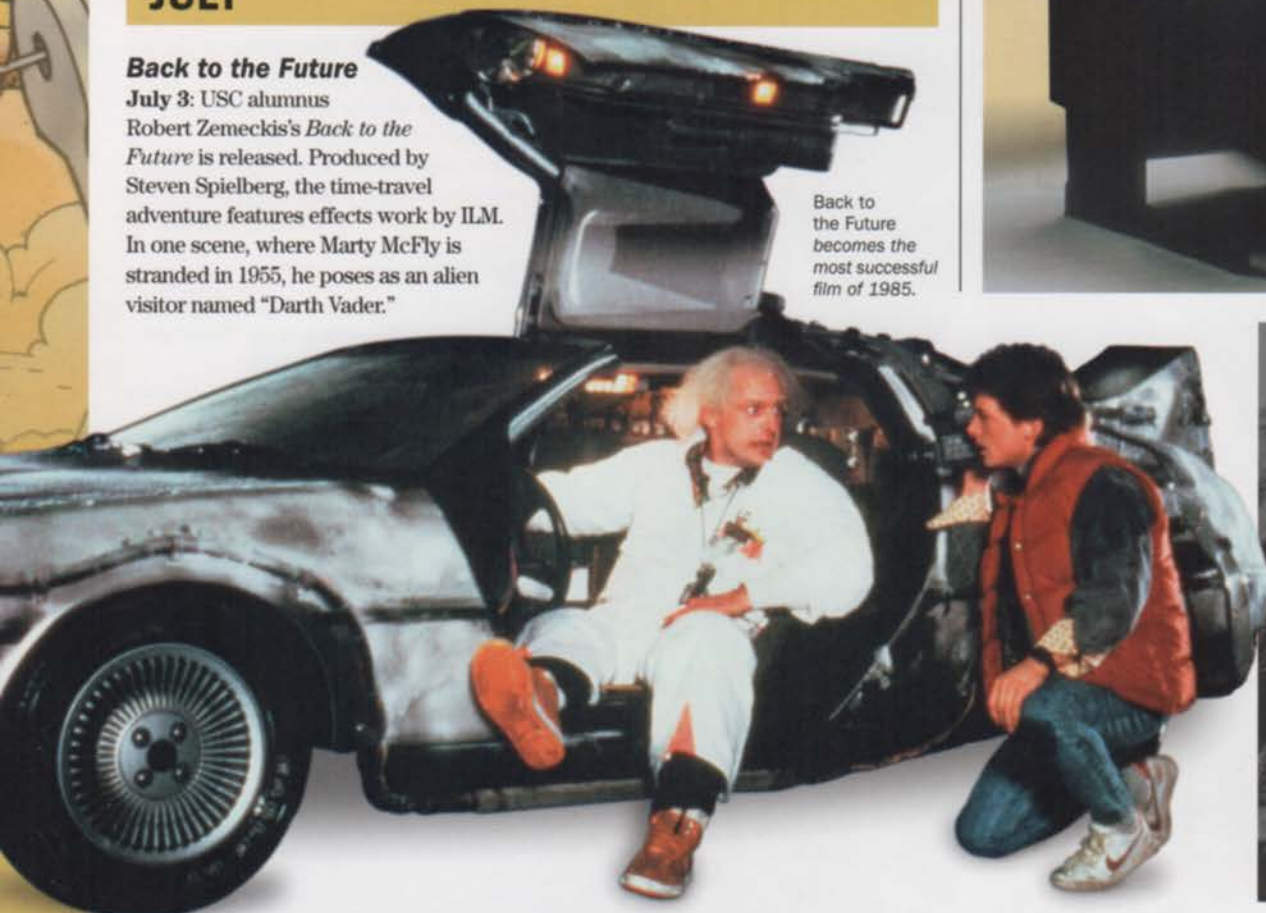 JULY
Back to the Future
July 3: USC alumnus
Robert Zemeckis's Back to the
Future is released. Produced by
Steven Spielberg, the time-travel
adventure features effects work by ILM.
In one scene, where Marty McFly is
stranded in 1955, he poses as an alien
visitor named "Darth Vader."
Back to
the Future
becomes the
most successful
film of 1985.